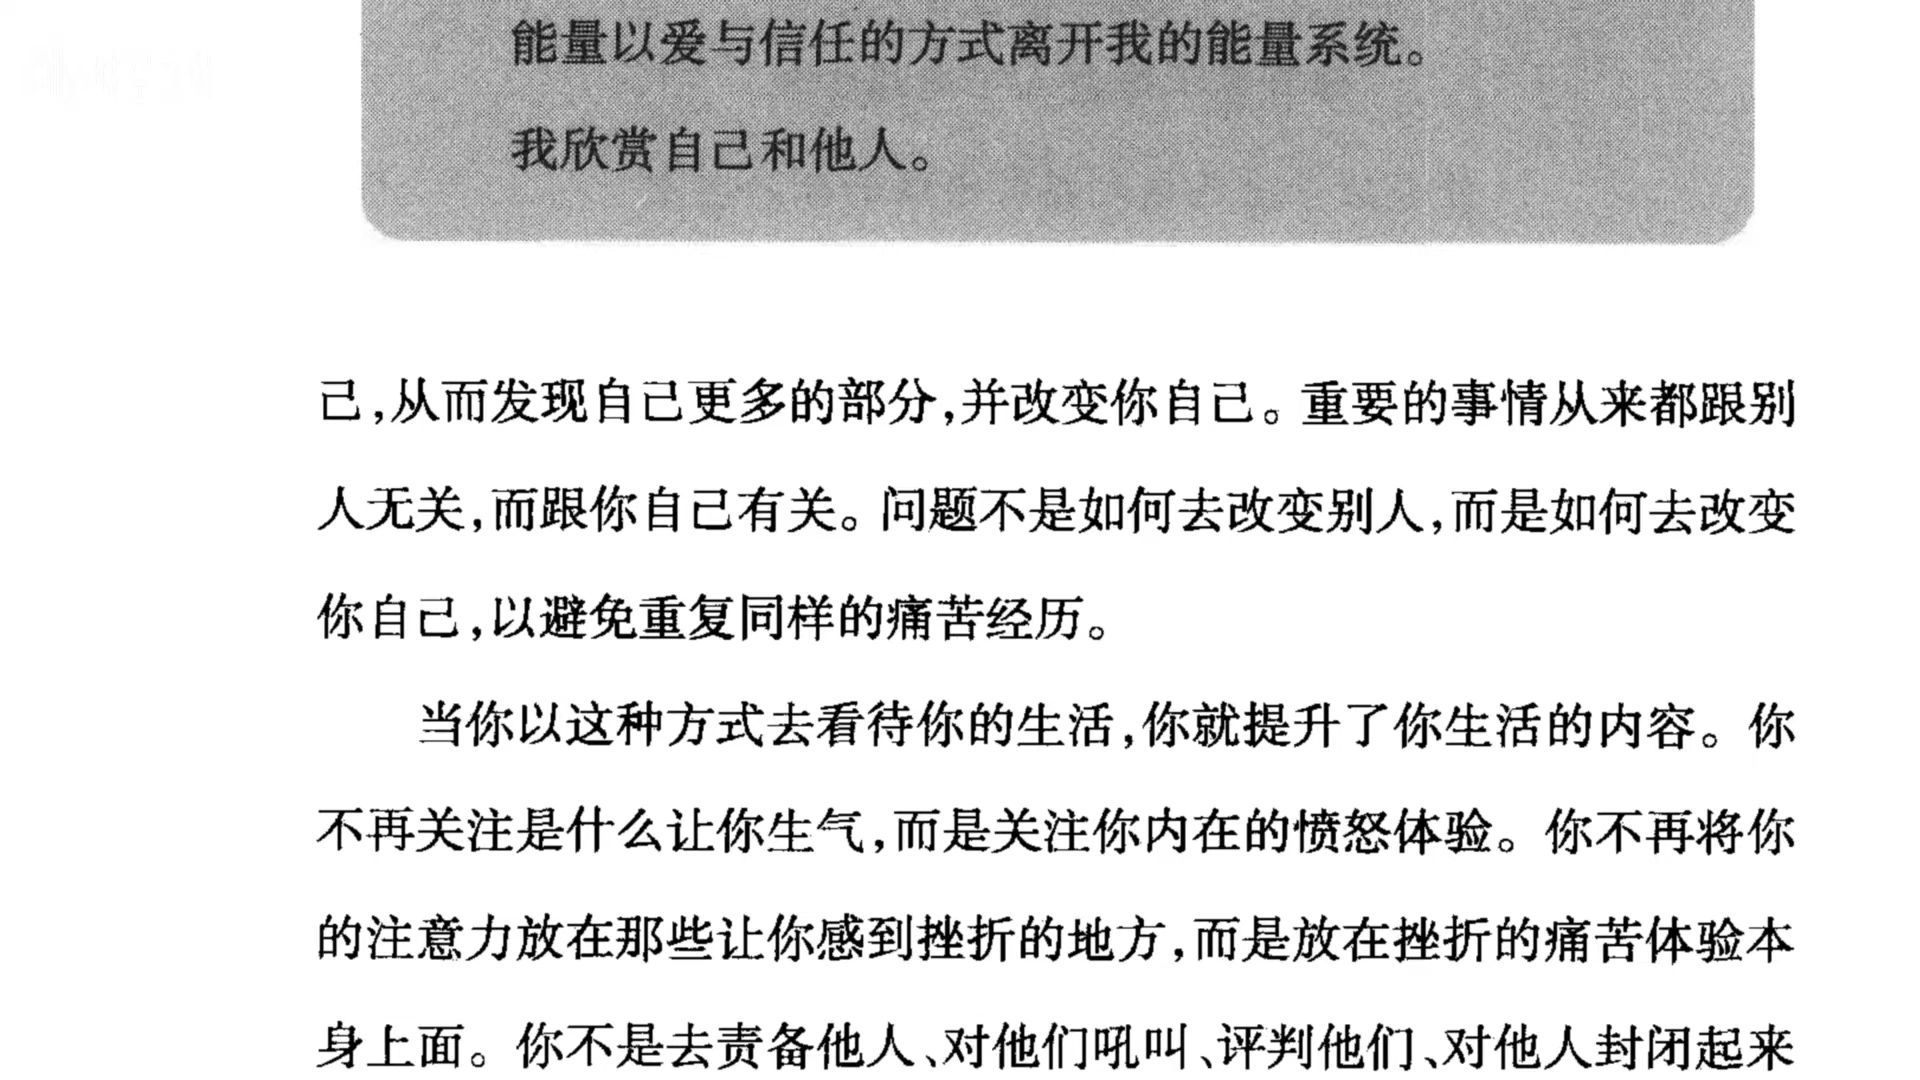 能量以爱与信任的方式离开我的能量系统。
我欣赏自己和他人。
己,从而发现自己更多的部分,并改变你自己。重要的事情从来都跟别
人无关,而跟你自己有关。问题不是如何去改变别人,而是如何去改变
你自己,以避免重复同样的痛苦经历。
当你以这种方式去看待你的生活,你就提升了你生活的内容。你
不再关注是什么让你生气,而是关注你内在的愤怒体验。你不再将你
的注意力放在那些让你感到挫折的地方,而是放在挫折的痛苦体验本
身上面。你不是去责备他人、对他们吼叫、评判他们、对他人封闭起来